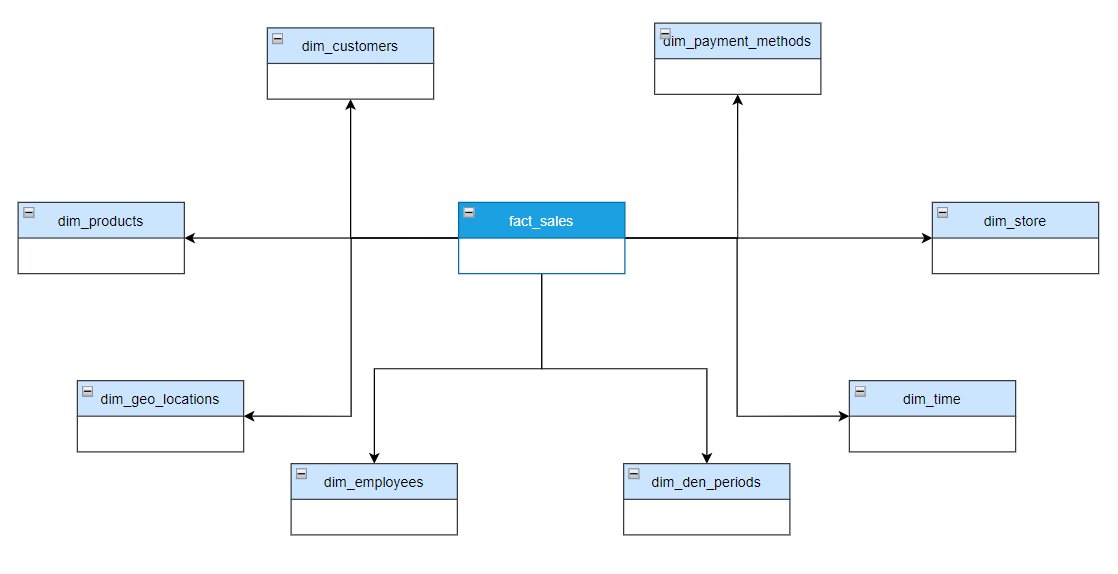 dim_customers
dim_payment_methods
dim_products
fact_sales
dim_store
dim_geo_locations
dim_time
dim_employees
dim_den_periods